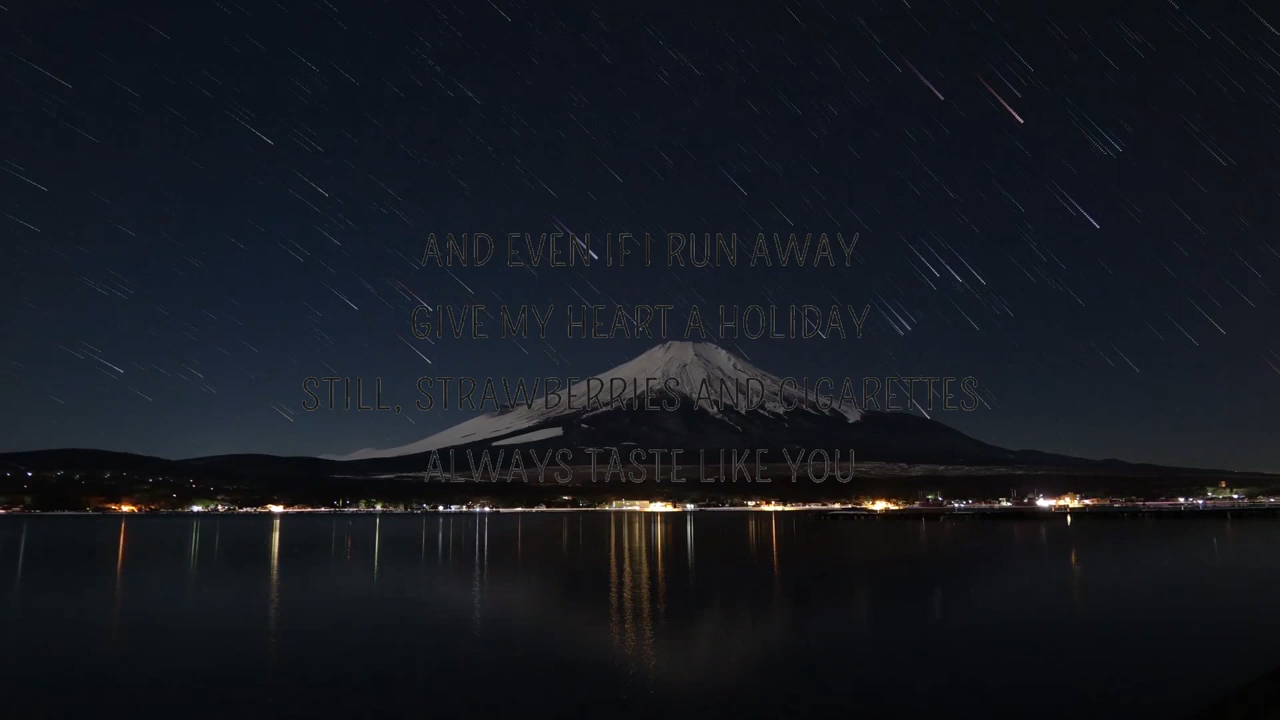 AND EVEN IF I RUN AWAY
GIVE MY HEART A HOLIDAY
STILL, STRAWBERRIES AND CIGARETTES
ALWAYS TASTE LIKE YOU